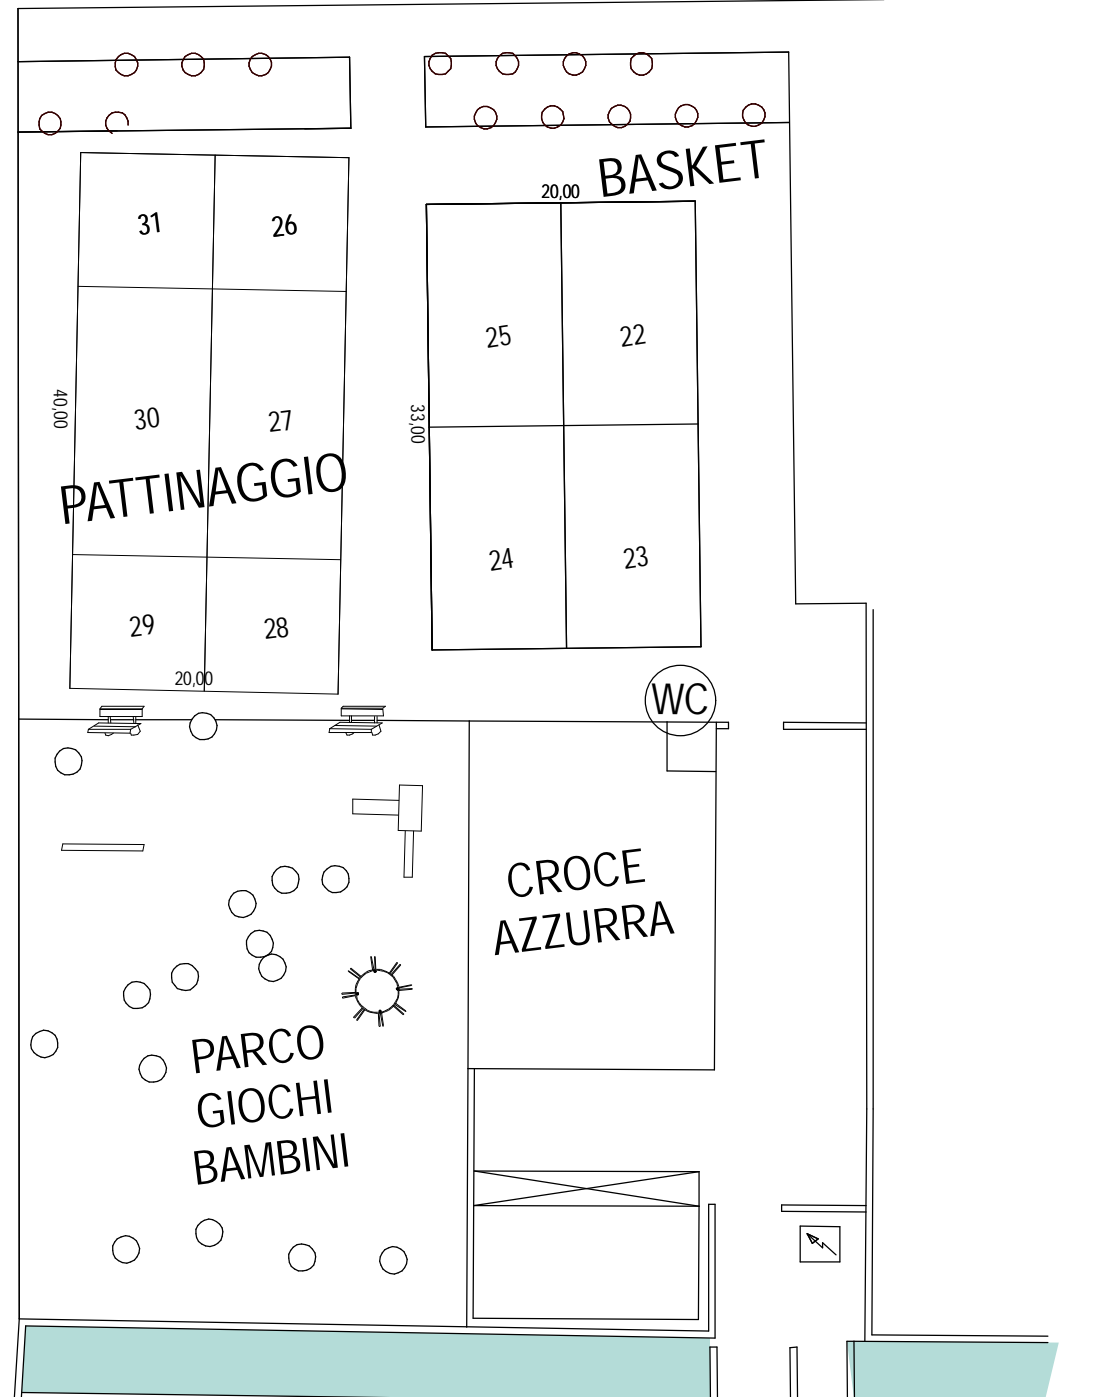 BASKET
20,00
31
26
25
22
40,00
30
27
33,00
PATTINAGGIO
24
23
29
28
20,00
WC
CROCE
AZZURRA
PARCO
GIOCHI
BAMBINI